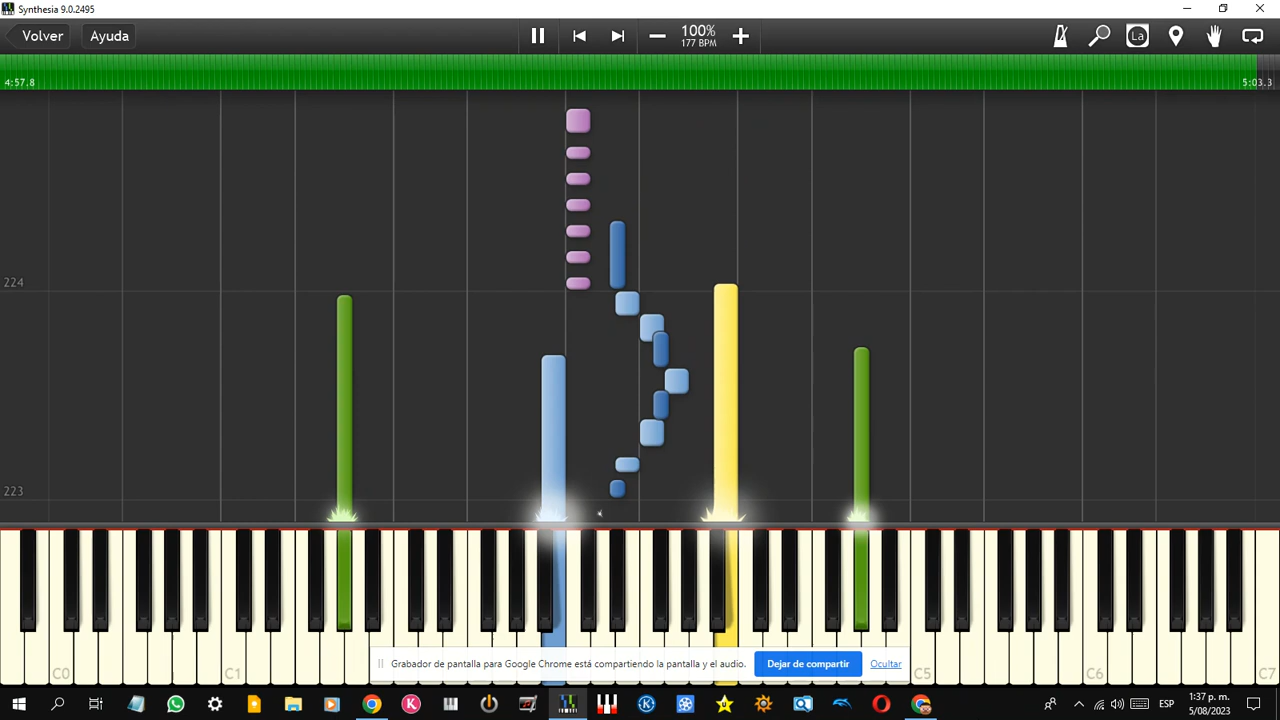 Synthesia 9.0.2495
Volver
Ayuda
100%
177 BPM
La
4:57.8
5:03.3
224
223
C0
C1
C5
C6
C7
Grabador de pantalla para Google Chrome está compartiendo la pantalla y el audio.
Dejar de compartir
Ocultar
ESP
1:37 p. m.
5/08/2023